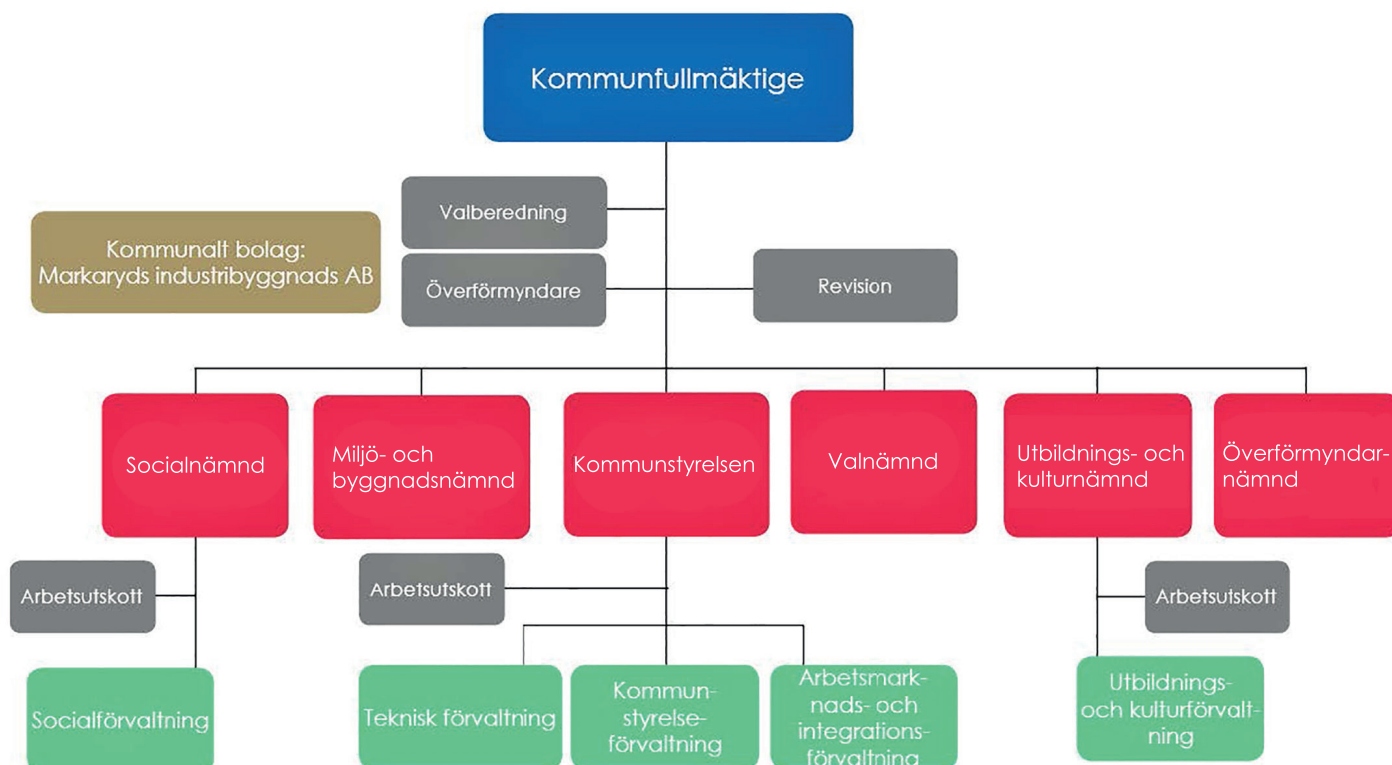 Kommunfullmäktige
Valberedning
Kommunalt bolag:
Markaryds industribyggnads AB
Överförmyndare
Revision
Socialnämnd
Miljö- och
byggnadsnämnd
Kommunstyrelsen
Valnämnd
Utbildnings- och
kulturnämnd
Överförmyndar-
nämnd
Arbetsutskott
Arbetsutskott
Arbetsutskott
Socialförvaltning
Teknisk förvaltning
Kommun-
styrelse-
förvaltning
Arbetsmark-
nads- och
integrations-
förvaltning
Utbildnings-
och kulturförvalt-
ning